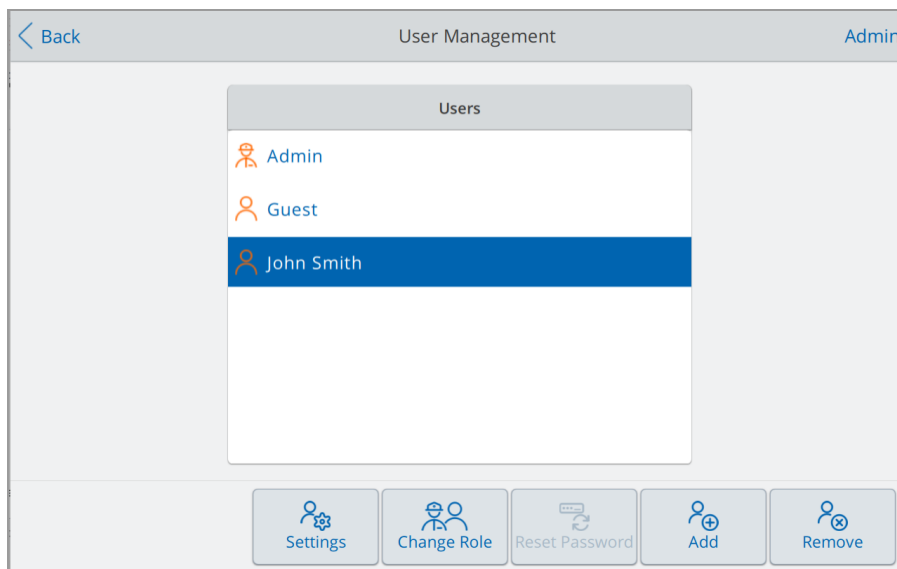 Back
User Management
Admin
Users
Admin
Guest
John Smith
Settings
Change Role
Reset Password
Add
Remove